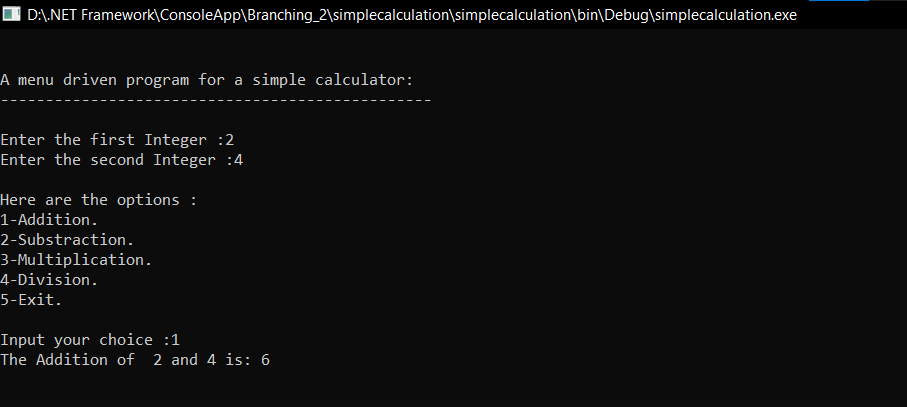 D:\.NET Framework\ConsoleApp\Branching_2\simplecalculation\simplecalculation\bin\Debug\simplecalculation.exe
A menu driven program for a simple calculator:
------------------------------------------------
Enter the first Integer :2
Enter the second Integer :4
Here are the options :
1-Addition.
2-Substraction.
3-Multiplication.
4-Division.
5-Exit.
Input your choice :1
The Addition of  2 and 4 is: 6